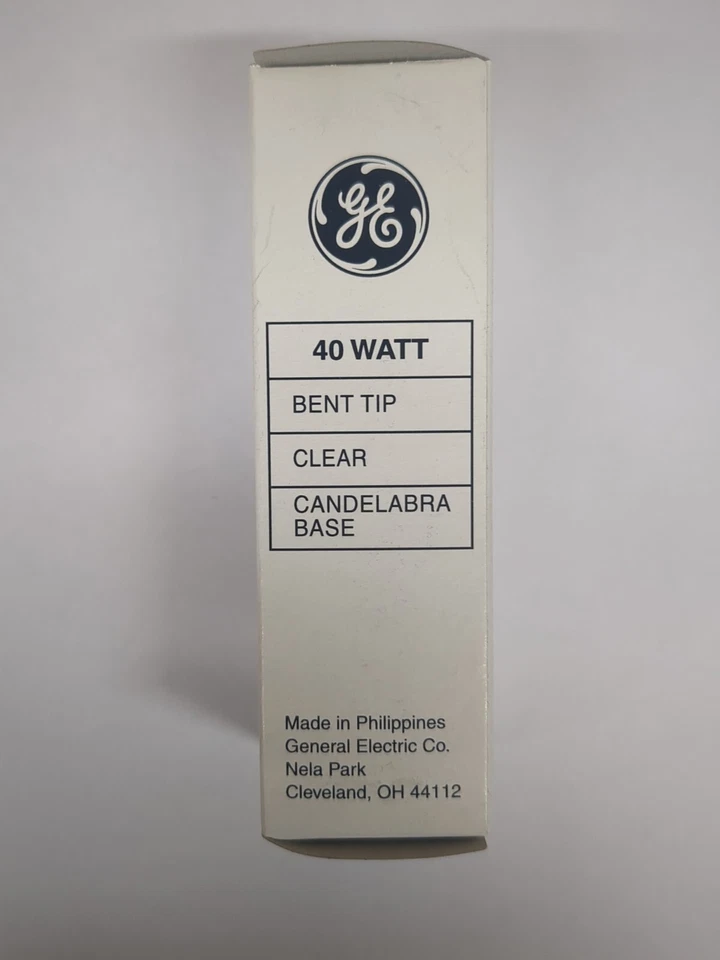 GE
40 WATT
BENT TIP
CLEAR
CANDELABRA
BASE
Made in Philippines
General Electric Co.
Nela Park
Cleveland, OH 44112